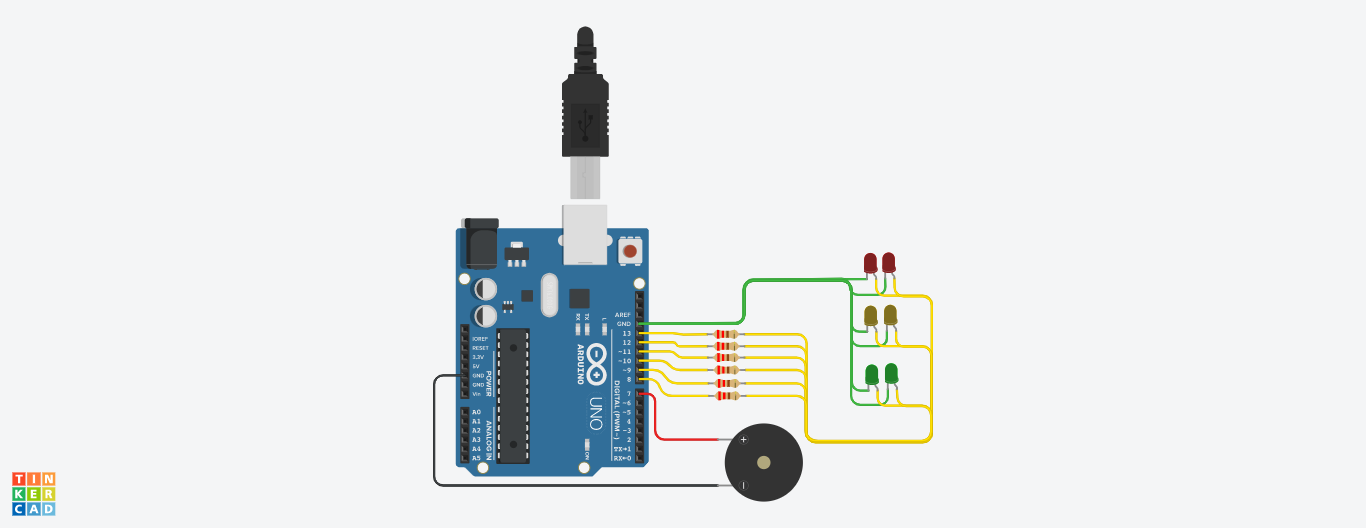 AREF
GND
13
12
~11
~10
~9
8
7
~6
~5
4
~3
2
TX→1
RX←0
IOREF
RESET
3.3V
5V
GND
GND
Vin
A0
A1
A2
A3
A4
A5
POWER
ANALOG IN
RX
TX
L
ARDUINO
UNO
DIGITAL (PWM~)
ON
+
TIN
KER
CAD